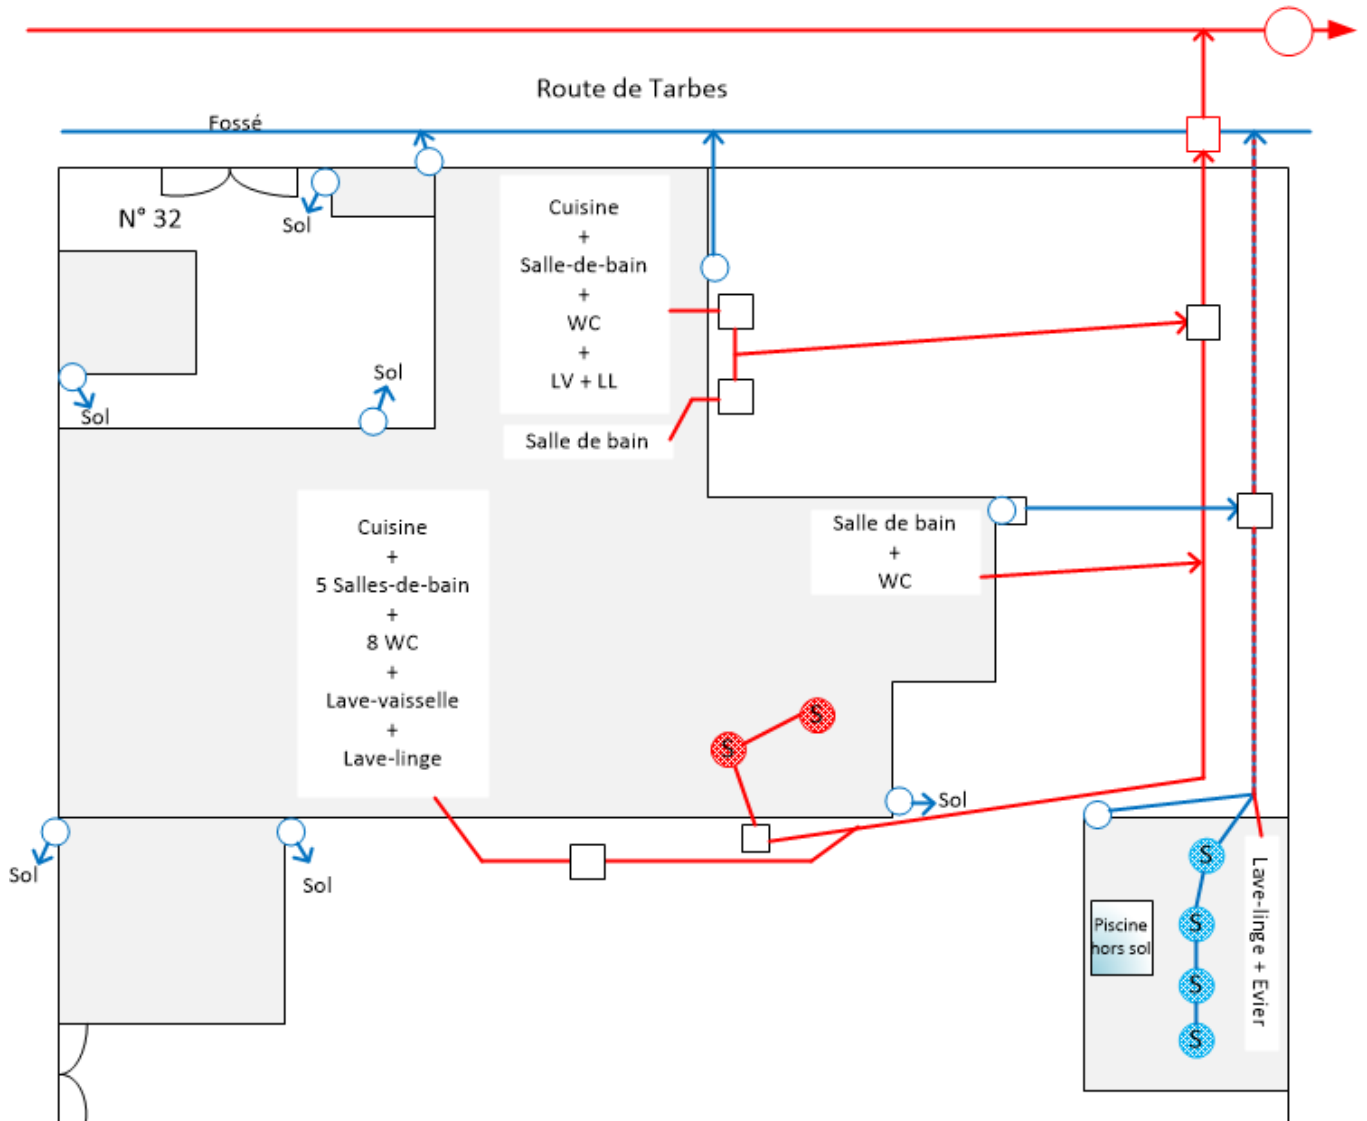 Route de Tarbes
Fossé
N° 32
Sol
Sol
Sol
Cuisine
+
Salle-de-bain
+
WC
+
LV + LL
Salle de bain
Cuisine
+
5 Salles-de-bain
+
8 WC
+
Lave-vaisselle
+
Lave-linge
Salle de bain
+
WC
S
S
Sol
Sol
Sol
S
S
S
S
Piscine
hors sol
Lave-linge + Evier